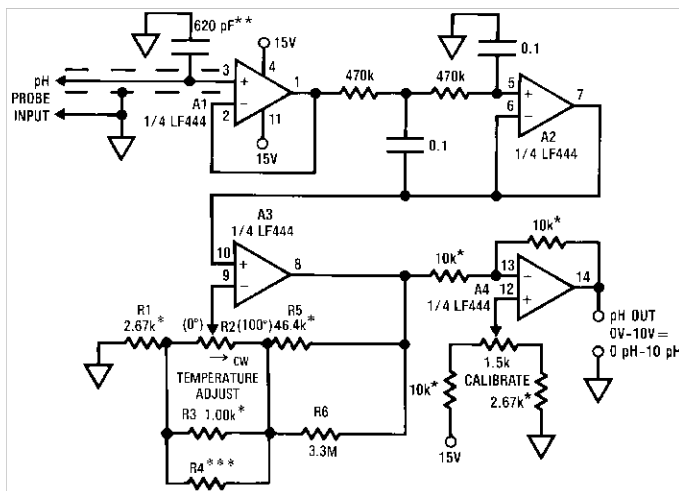 620 pF**
15V
0.1
pH
PROBE
INPUT
3
4
+
1
A1
2
−
11
1/4 LF444
15V
470k
470k
5
+
7
6
−
A2
1/4 LF444
0.1
A3
1/4 LF444
10
+
8
9
−
10k*
10k*
13
−
14
A4
12
+
1/4 LF444
pH OUT
0V-10V=
0 pH-10 pH
R1
2.67k*
(0°)
R2
(100°)
R5
46.4k*
→ CW
TEMPERATURE
ADJUST
R3 1.00k*
R4***
R6
3.3M
1.5k
CALIBRATE
10k*
2.67k*
15V